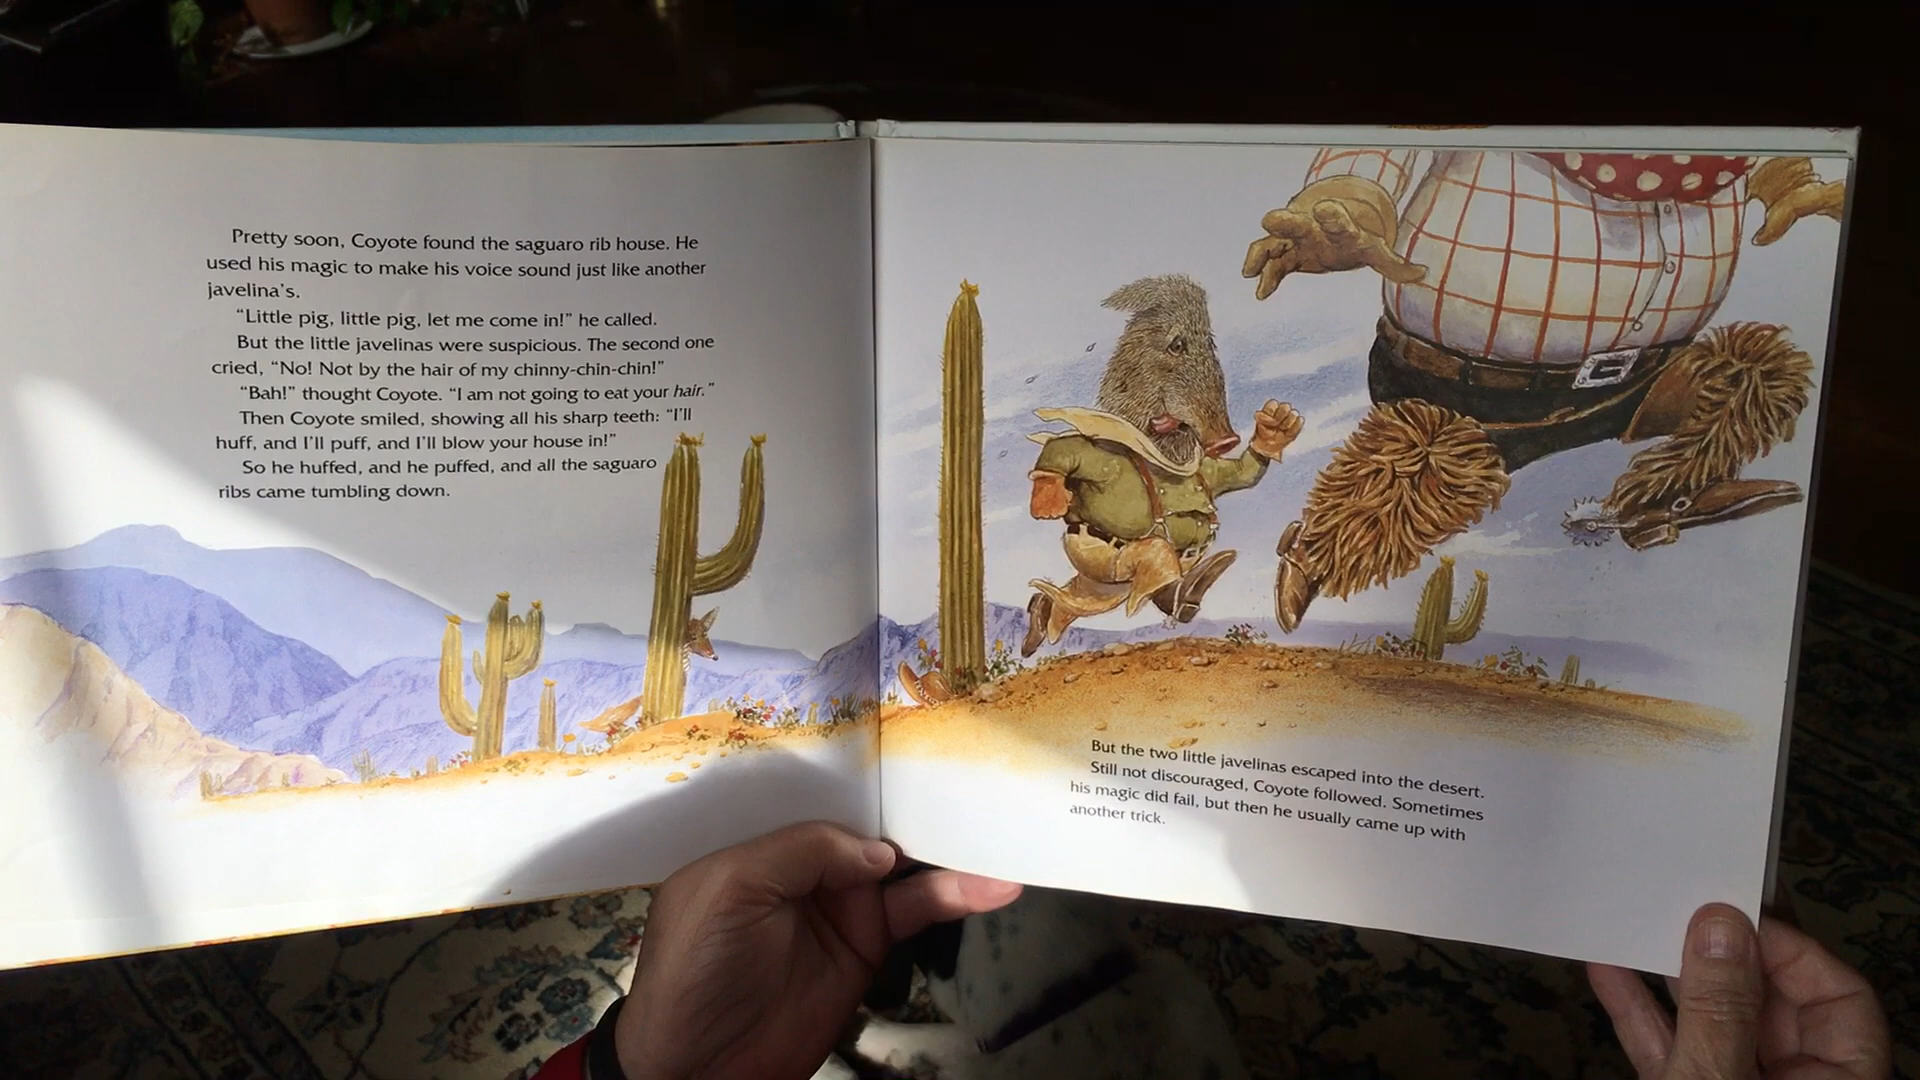 Pretty soon, Coyote found the saguaro rib house. He
used his magic to make his voice sound just like another
javelina's.
“Little pig, little pig, let me come in!” he called.
But the little javelinas were suspicious. The second one
cried, “No! Not by the hair of my chinny-chin-chin!”
“Bah!” thought Coyote. “I am not going to eat your hair.”
Then Coyote smiled, showing all his sharp teeth: “I'll
huff, and I'll puff, and I'll blow your house in!”
So he huffed, and he puffed, and all the saguaro
ribs came tumbling down.
But the two little javelinas escaped into the desert.
Still not discouraged, Coyote followed. Sometimes
his magic did fail, but then he usually came up with
another trick.